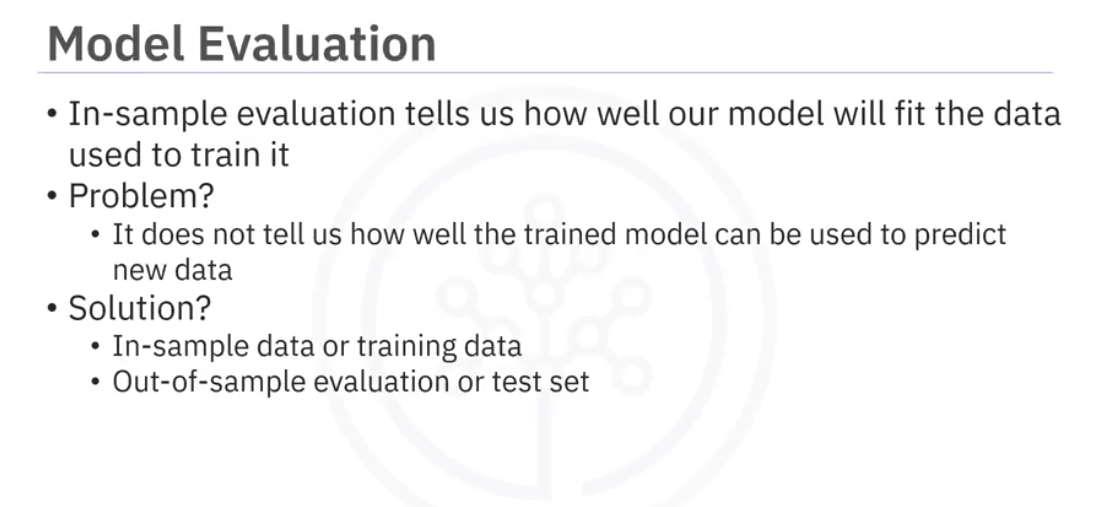 Model Evaluation
• In-sample evaluation tells us how well our model will fit the data
used to train it
• Problem?
• It does not tell us how well the trained model can be used to predict
new data
• Solution?
• In-sample data or training data
• Out-of-sample evaluation or test set